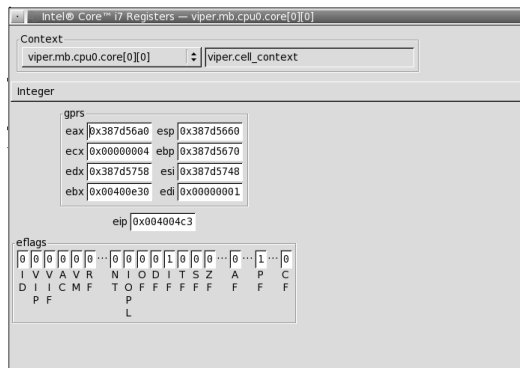 Intel® Core™ i7 Registers — viper.mb.cpu0.core[0][0]
Context
viper.mb.cpu0.core[0][0] viper.cell_context
Integer
gprs
eax 0x387d56a0 esp 0x387d5660
ecx 0x00000004 ebp 0x387d5670
edx 0x387d5758 esi 0x387d5748
ebx 0x00400e30 edi 0x00000001
eip 0x004004c3
eflags
0 0 0 0 0 0 ... 0 0 0 0 1 0 0 0 ... 0 ... 1 ... 0
I V V A V R N I O D I T S Z A P C
D I I C M F T O F F F F F F F F F
P F P
L